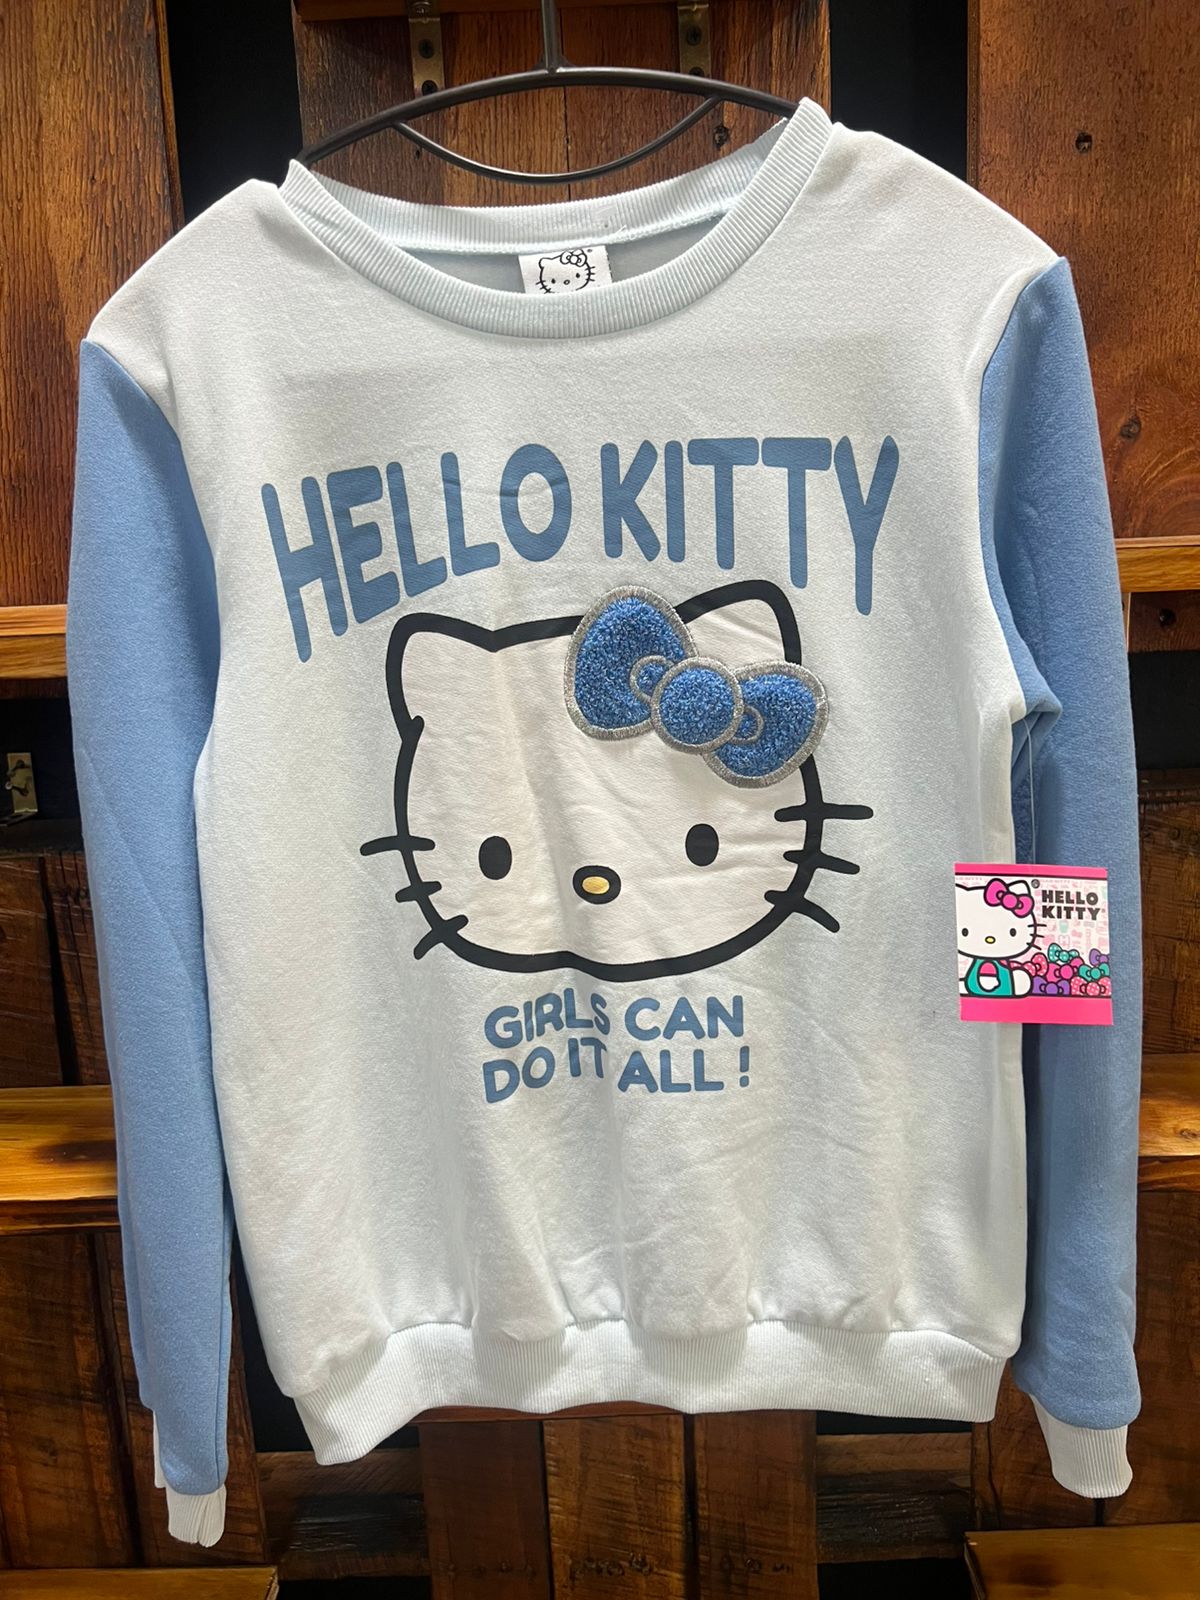 HELLO KITTY
GIRLS CAN
DO IT ALL!
HELLO
KITTY